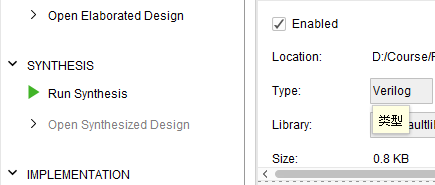 Open Elaborated Design
SYNTHESIS
Run Synthesis
Open Synthesized Design
IMPLEMENTATION
Enabled
Location: D:/Course/
Type: Verilog
类型
Library:
Size: 0.8 KB